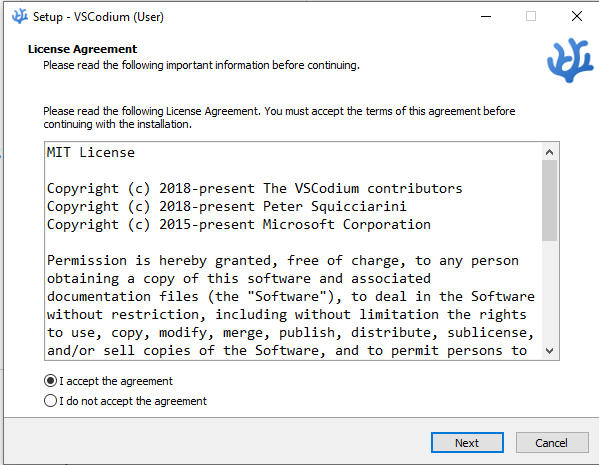 Setup - VSCodium (User)
License Agreement
Please read the following important information before continuing.
Please read the following License Agreement. You must accept the terms of this agreement before
continuing with the installation.
MIT License
Copyright (c) 2018-present The VSCodium contributors
Copyright (c) 2018-present Peter Squicciarini
Copyright (c) 2015-present Microsoft Corporation
Permission is hereby granted, free of charge, to any person
obtaining a copy of this software and associated
documentation files (the "Software"), to deal in the Software
without restriction, including without limitation the rights
to use, copy, modify, merge, publish, distribute, sublicense,
and/or sell copies of the Software, and to permit persons to
I accept the agreement
I do not accept the agreement
Next
Cancel